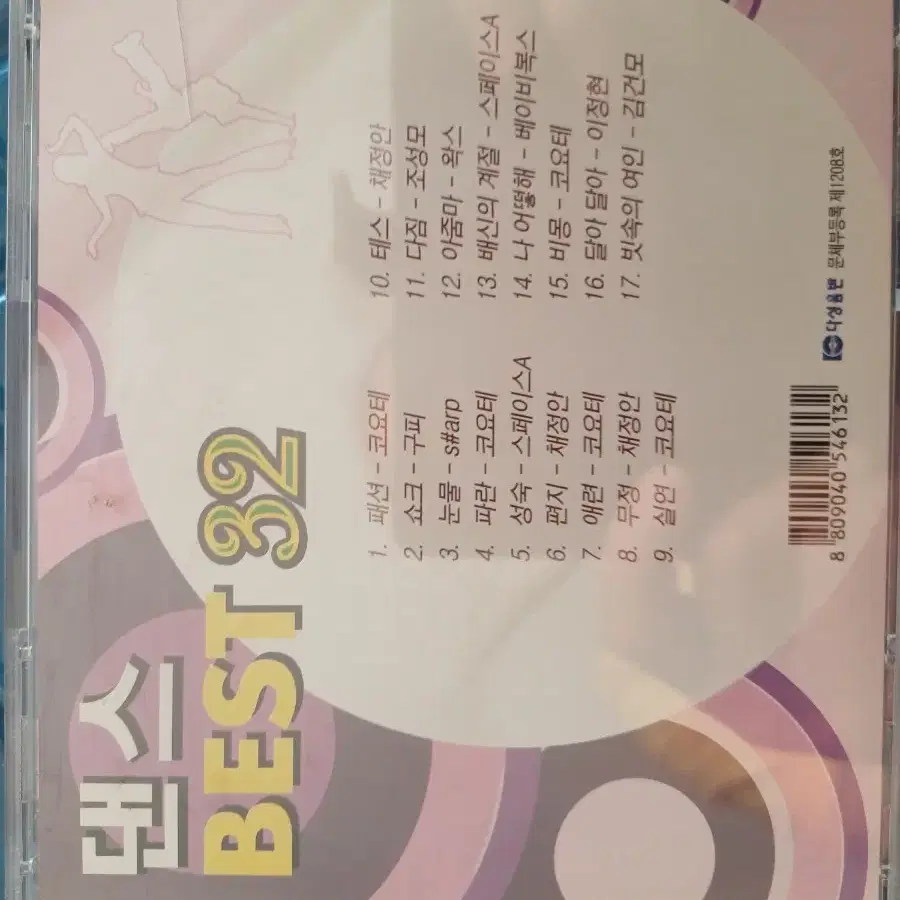 댄스
BEST 32
1. 패션 - 코요테
2. 쇼크 - 구피
3. 눈물 - s#arp
4. 파란 - 코요테
5. 성숙 - 스페이스A
6. 편지 - 채정안
7. 애련 - 코요테
8. 무정 - 채정안
9. 실연 - 코요테
10. 테스 - 채정안
11. 다짐 - 조성모
12. 아줌마 - 왁스
13. 배신의 계절 - 스페이스A
14. 나 어떻해 - 베이비복스
15. 비몽 - 코요테
16. 달아 달아 - 이정현
17. 빗속의 여인 - 김건모
8 809040 546132
다성음반 문체부등록 제1208호